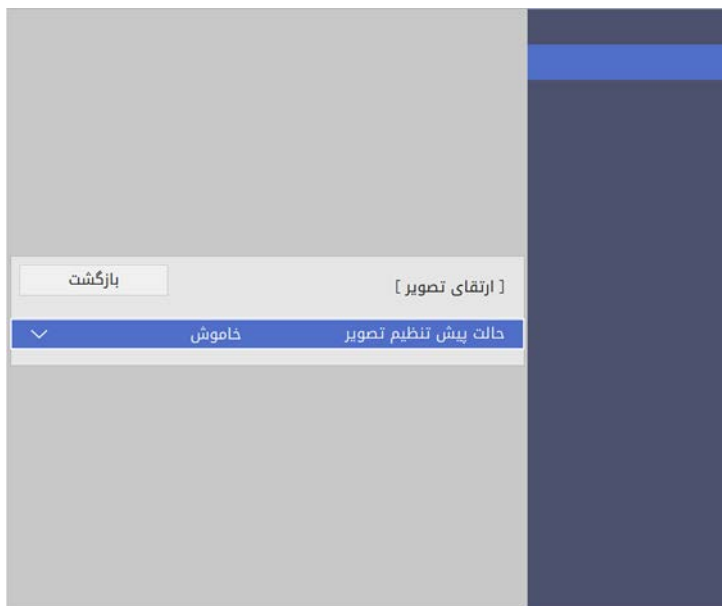 [ ارتقای تصویر ] بازگشت
حالت پیش تنظیم تصویر خاموش